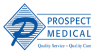 PROSPECT
MEDICAL
Quality Service - Quality Care